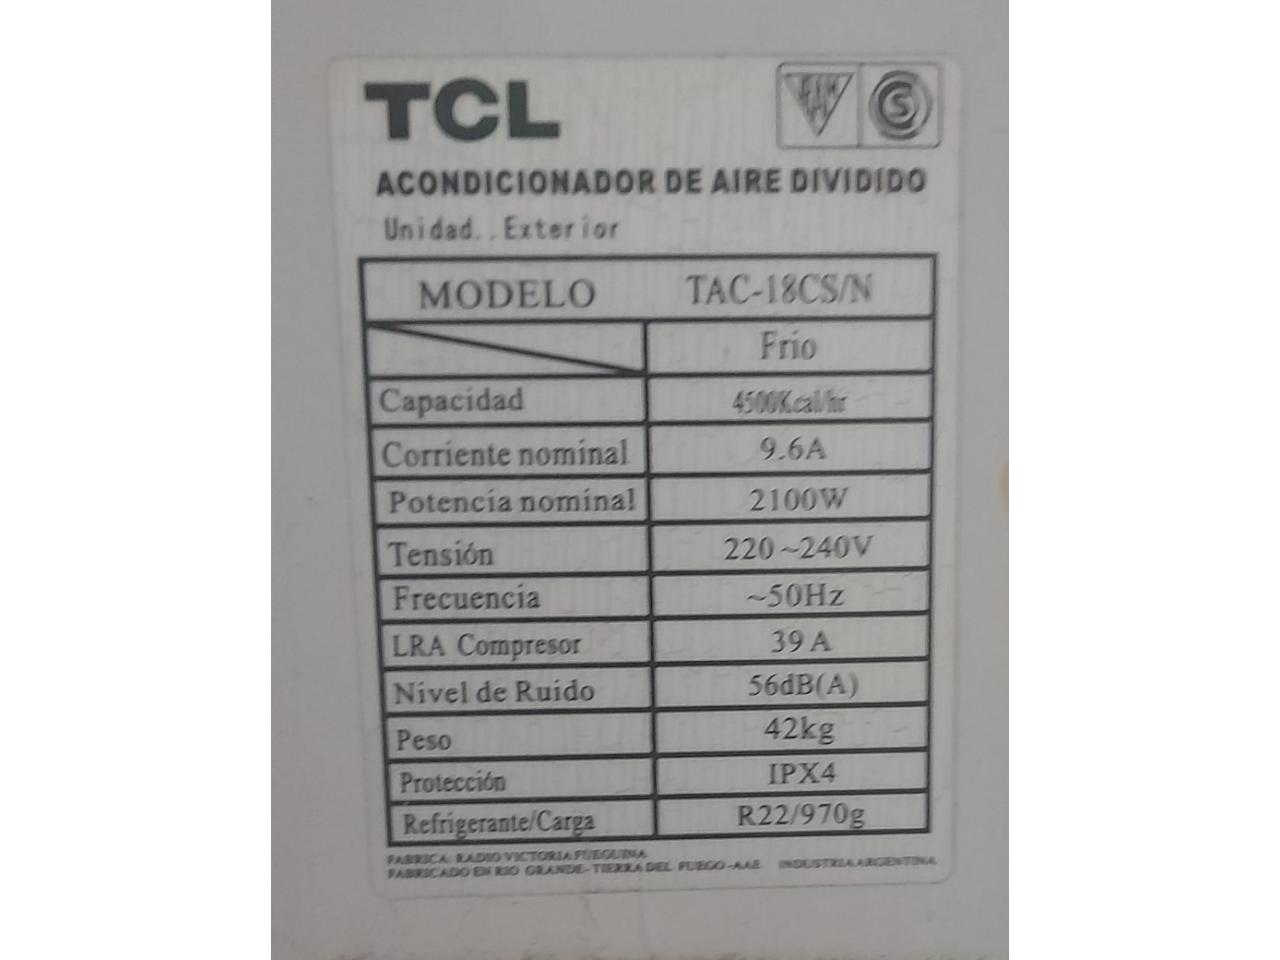 TCL
ACONDICIONADOR DE AIRE DIVIDIDO
Unidad..Exterior
MODELO TAC-18CS/N
Frio
Capacidad 4500Kcal/hr
Corriente nominal 9.6A
Potencia nominal 2100W
Tensión 220~240V
Frecuencia ~50Hz
LRA Compresor 39 A
Nivel de Ruido 56dB(A)
Peso 42kg
Protección IPX4
Refrigerante/Carga R22/970g
FABRICA: RADIO VICTORIA FUEGUINA
FABRICADO EN RIO GRANDE-TIERRA DEL FUEGO-AAE INDUSTRIA ARGENTINA